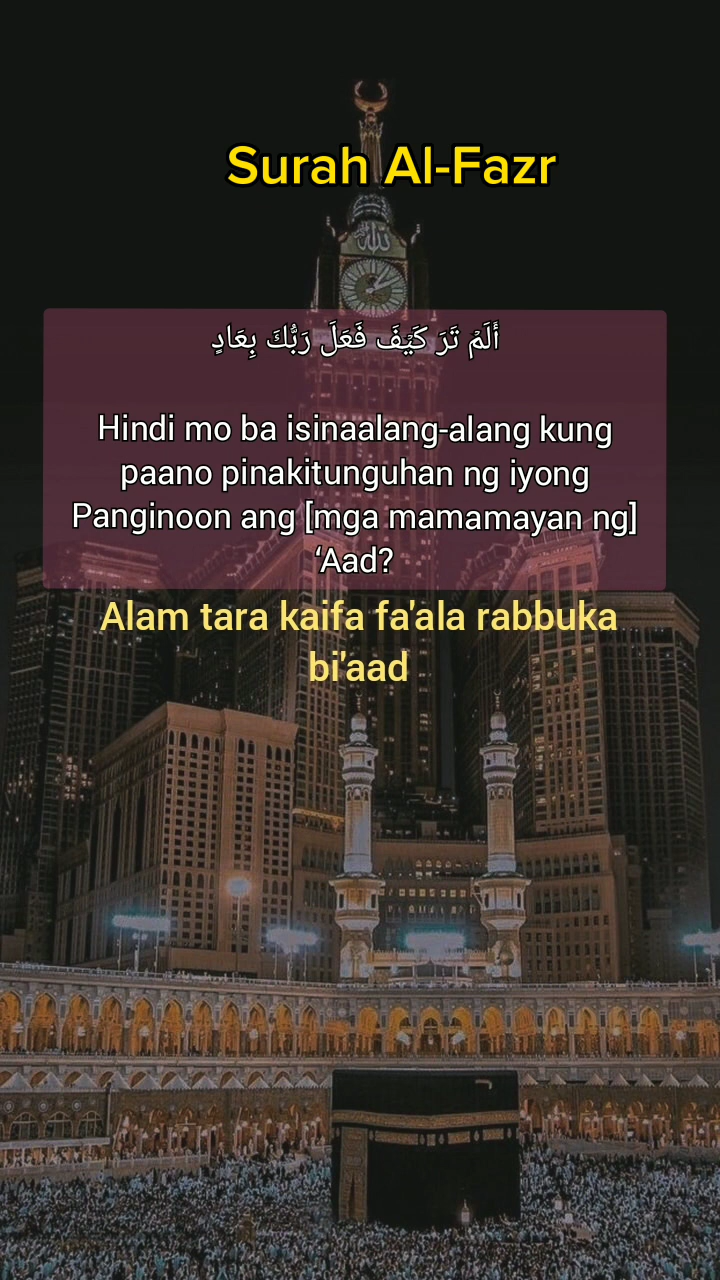 Surah Al-Fazr
الله
أَلَمْ تَرَ كَيْفَ فَعَلَ رَبُّكَ بِعَادٍ
Hindi mo ba isinaalang-alang kung
paano pinakitunguhan ng iyong
Panginoon ang [mga mamamayan ng]
‘Aad?
Alam tara kaifa fa'ala rabbuka
bi'aad